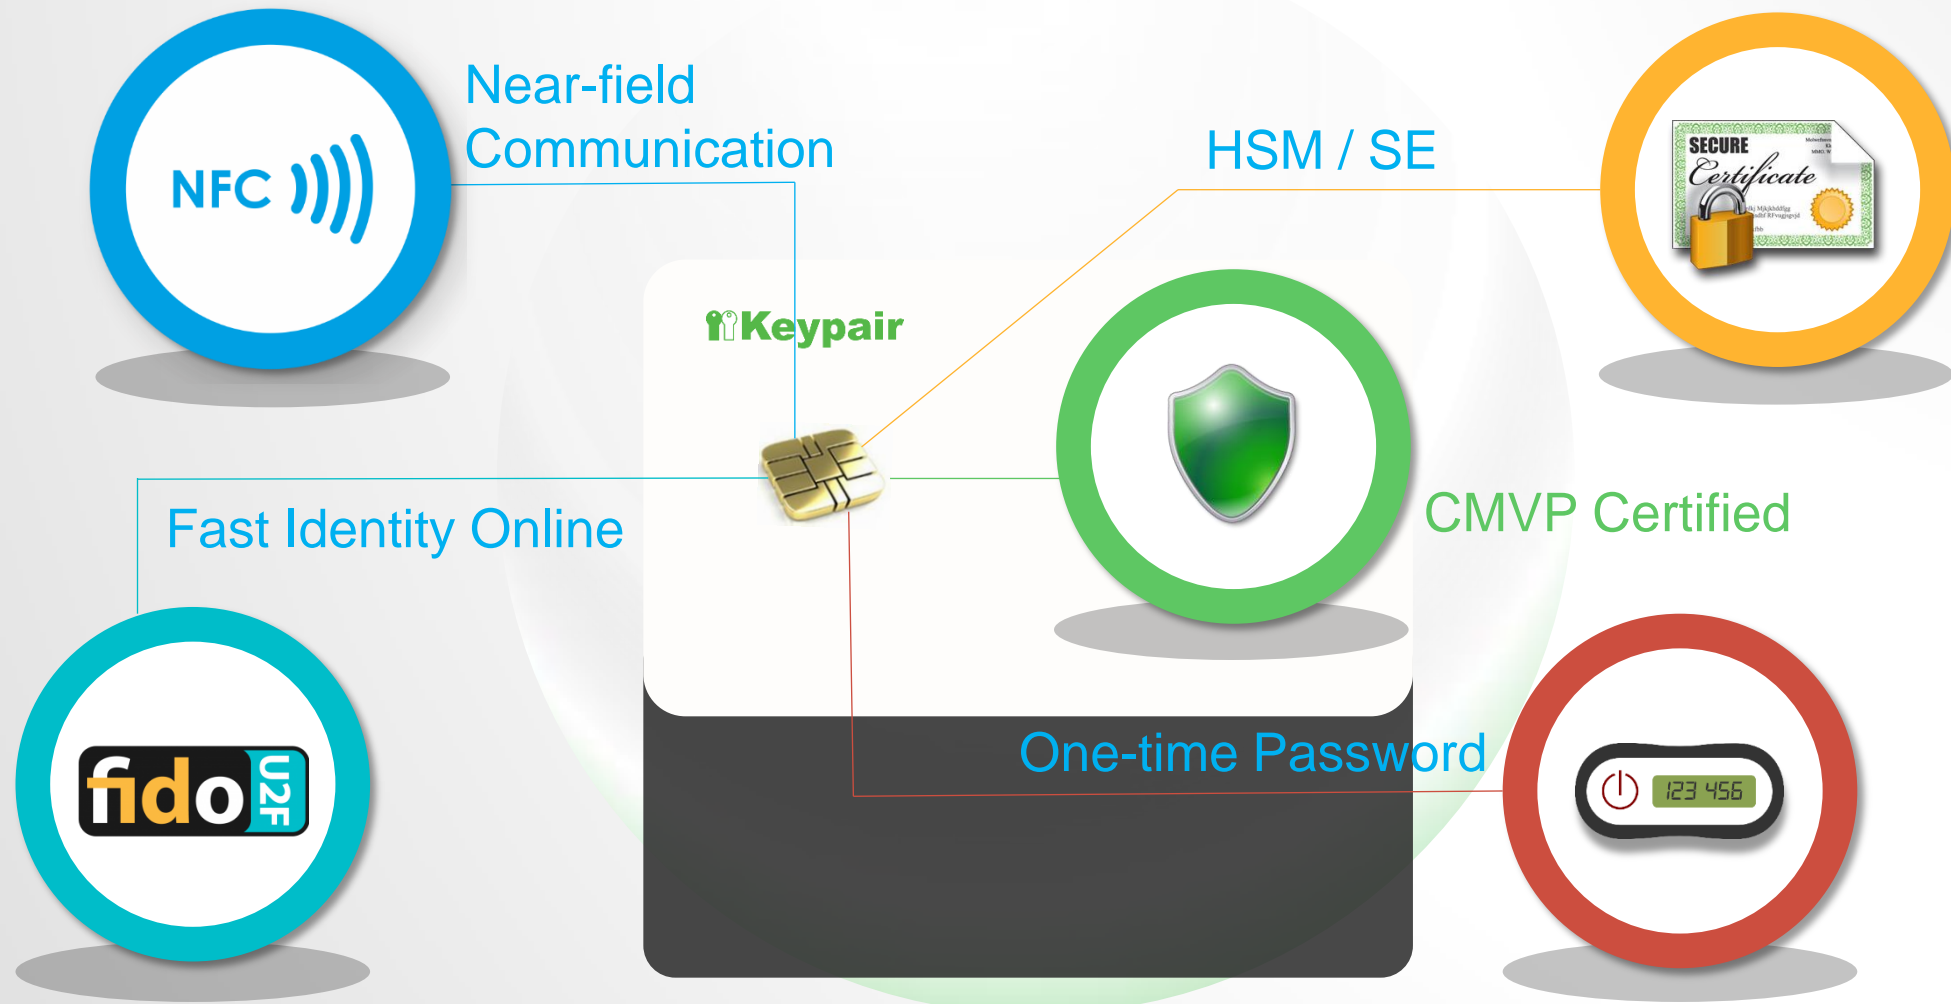 Near-field
Communication
NFC
HSM / SE
SECURE
Certificate
Keypair
Fast Identity Online
CMVP Certified
fido U2F
One-time Password
123 456